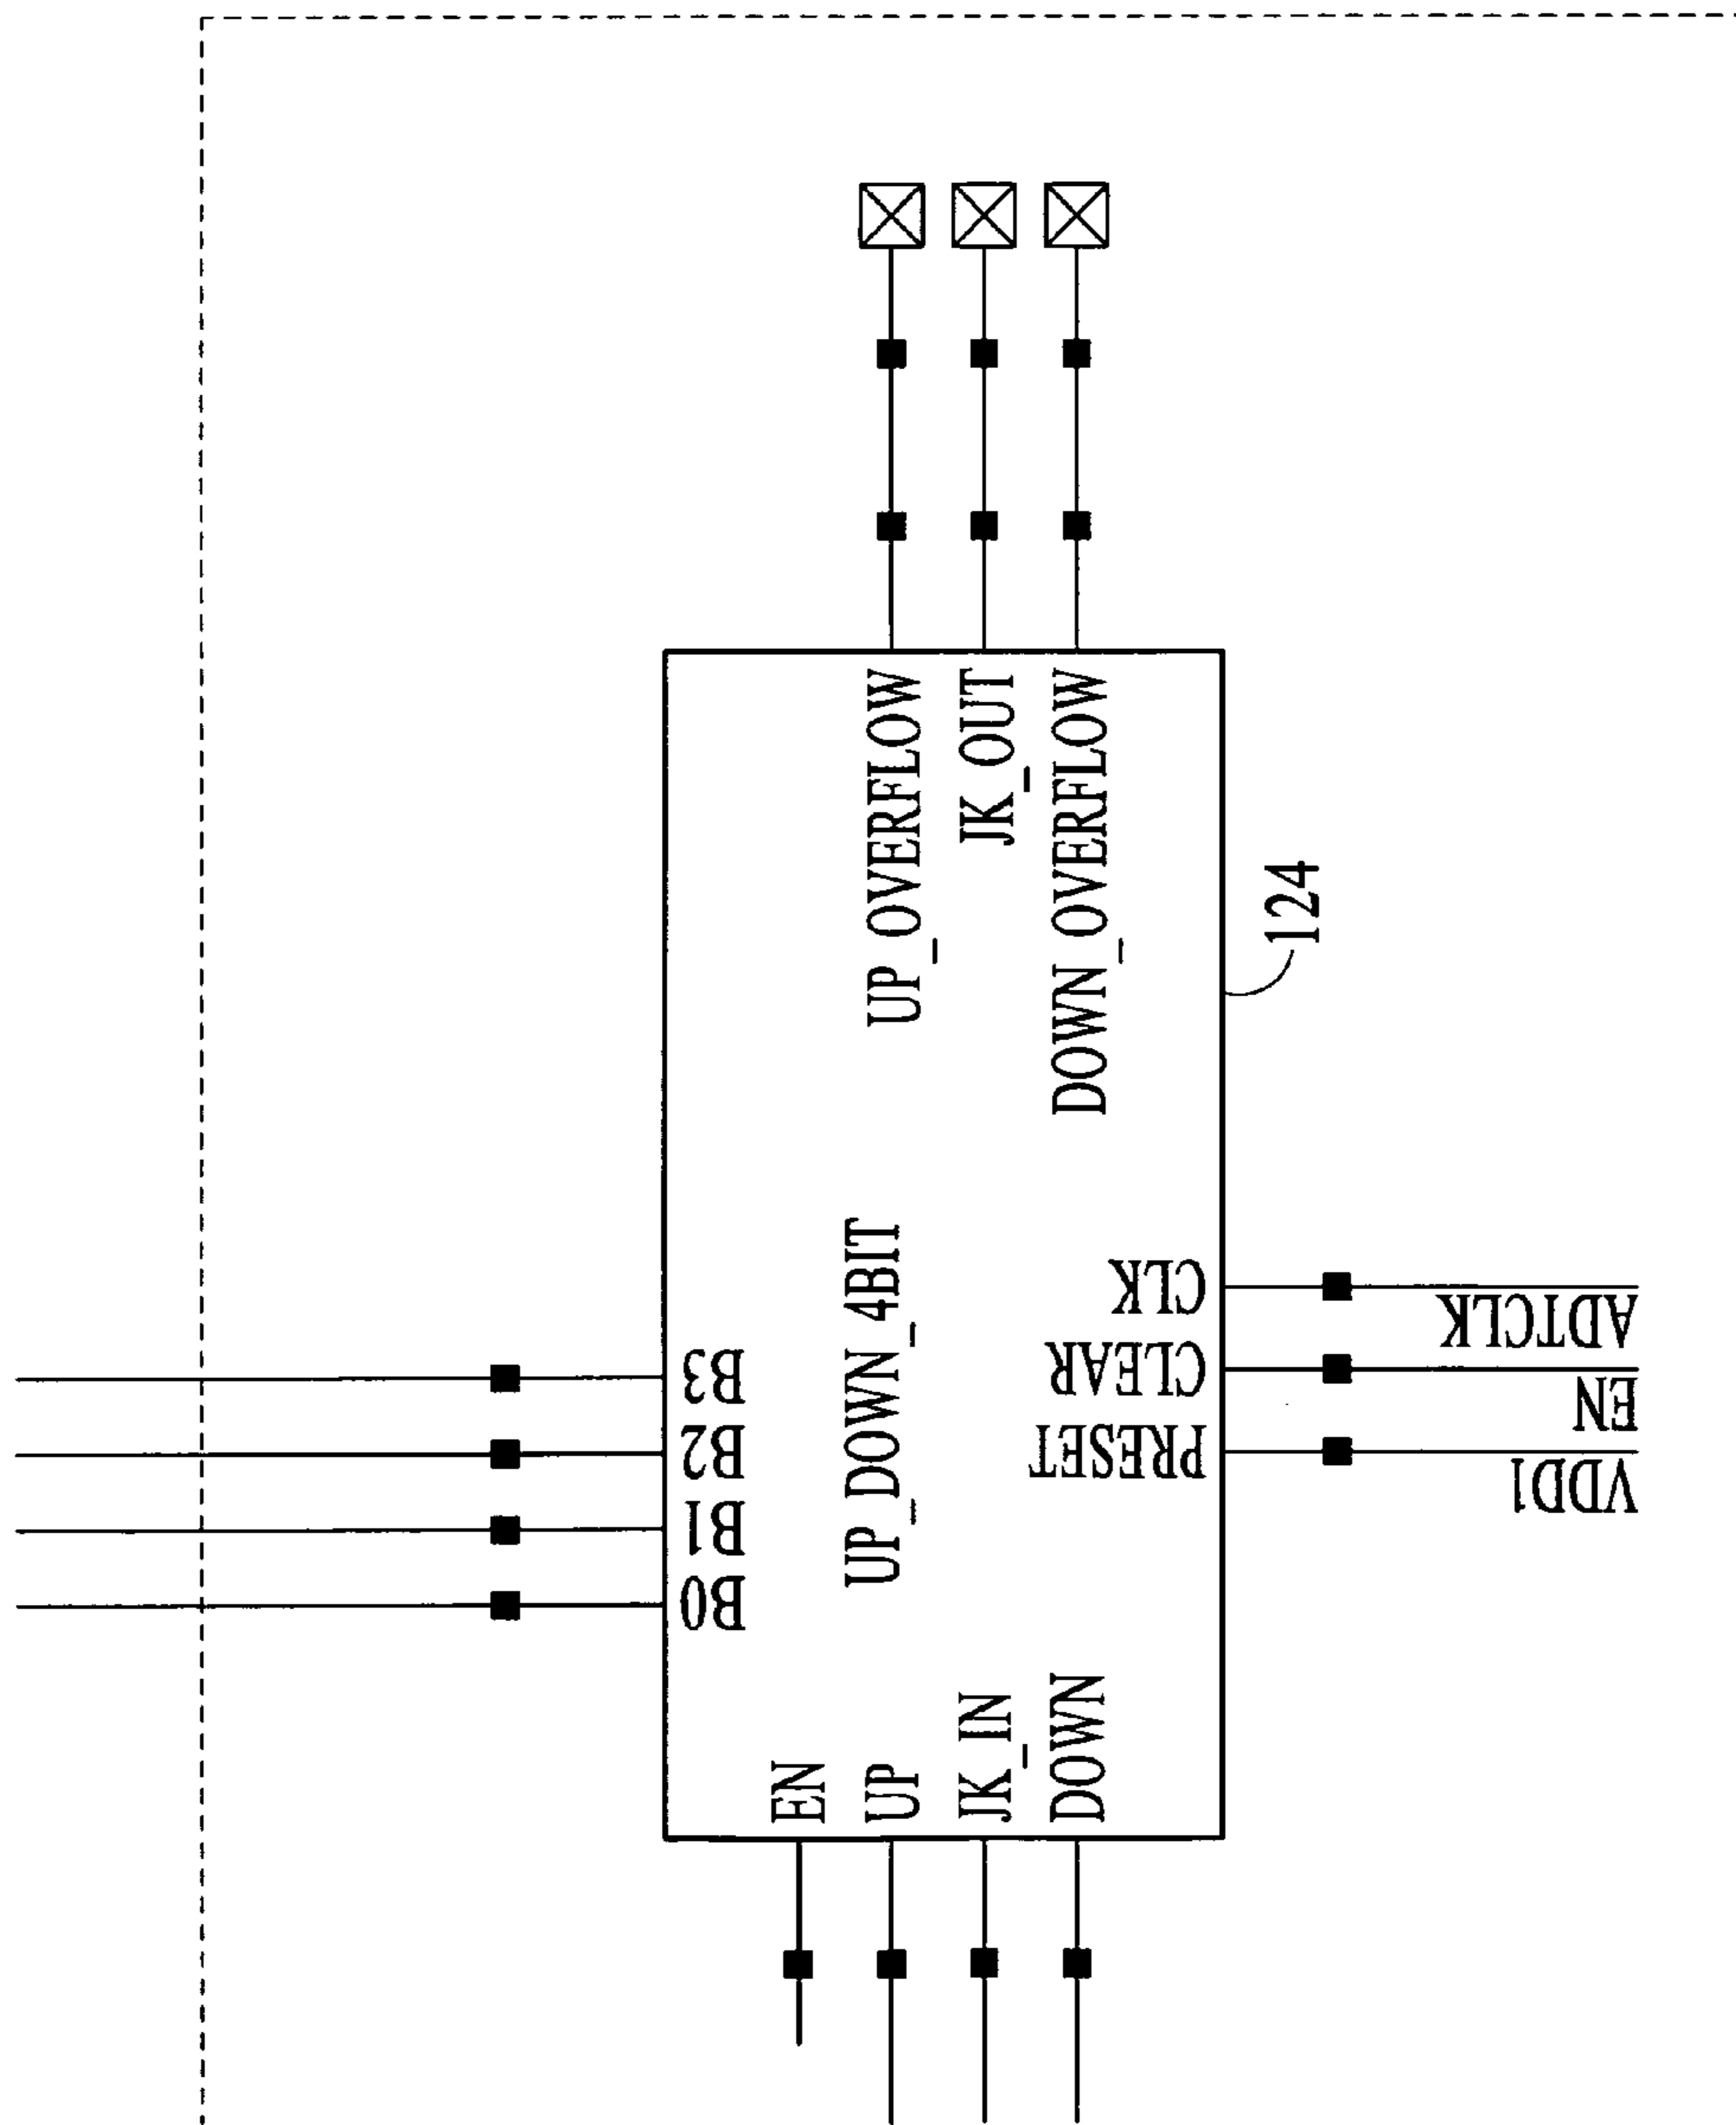 UP_OVERFLOW
JK_OUT
DOWN_OVERFLOW
124
UP_DOWN_4BIT
B3
B2
B1
B0
CLK
CLEAR
PRESET
ADTCLK
EN
VDD1
EN
UP
JK_IN
DOWN